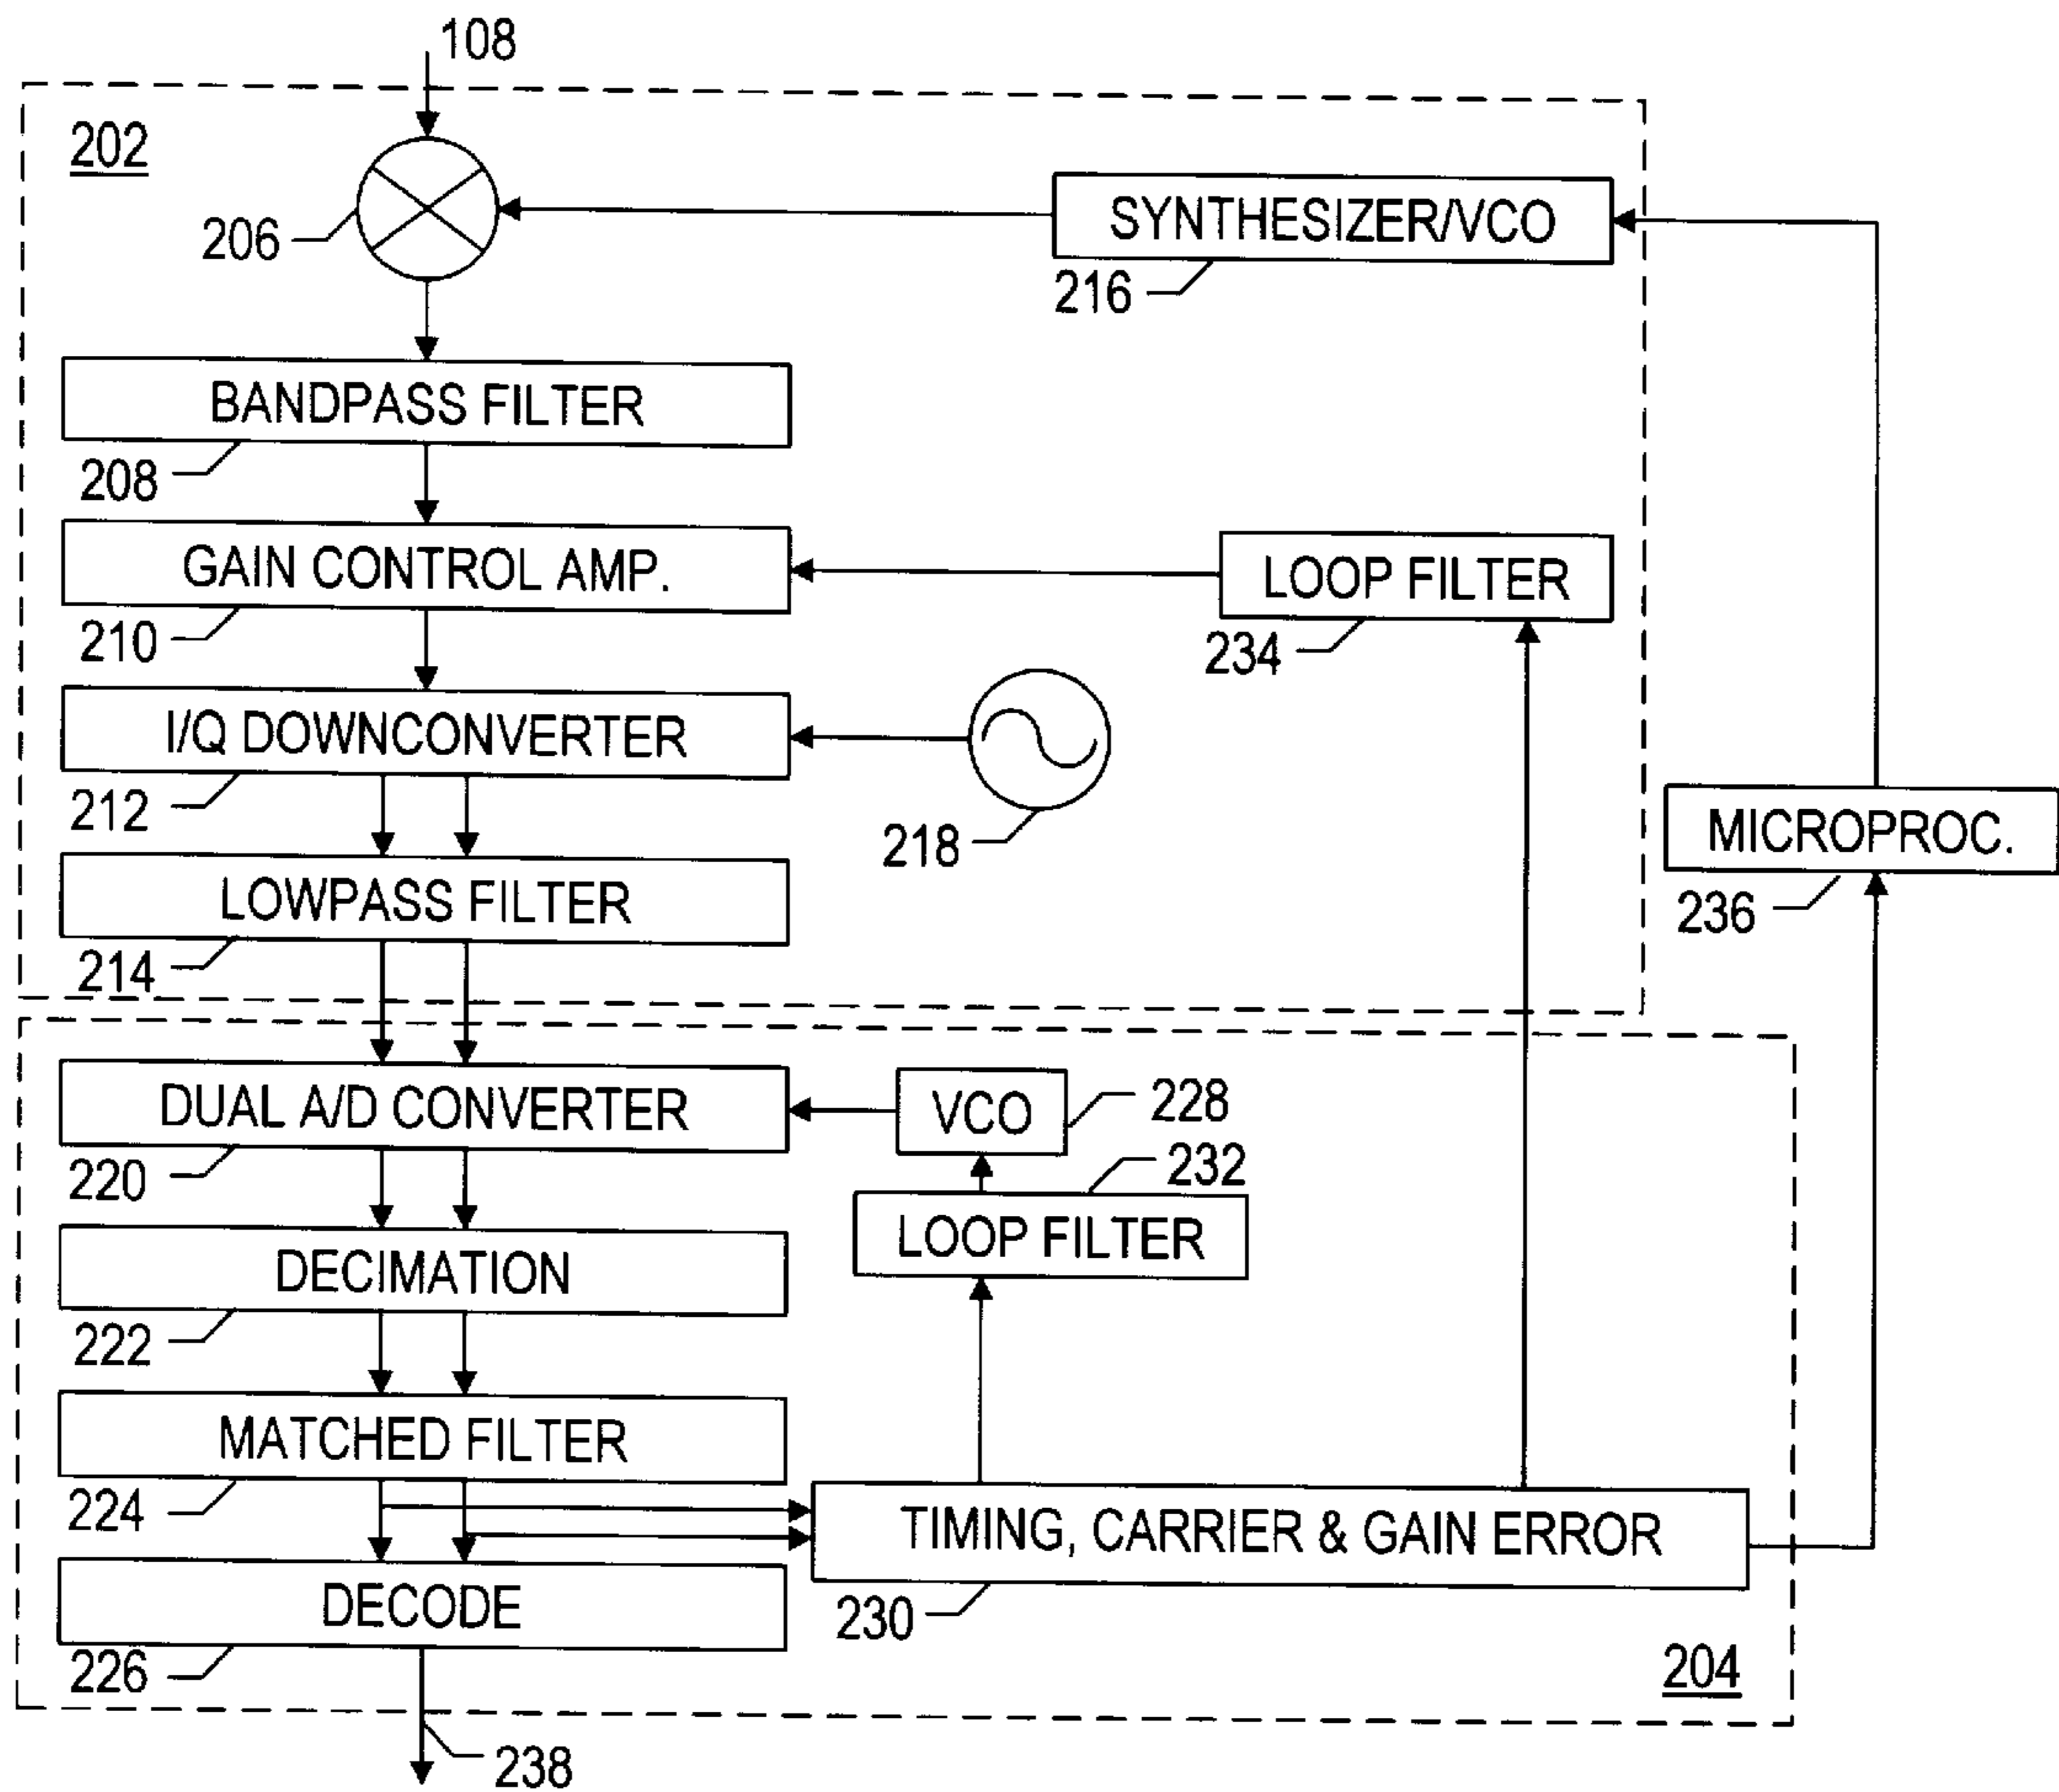 108
202
206
SYNTHESIZER/VCO
216
BANDPASS FILTER
208
GAIN CONTROL AMP.
210
LOOP FILTER
234
I/Q DOWNCONVERTER
212
218
MICROPROC.
236
LOWPASS FILTER
214
DUAL A/D CONVERTER
220
VCO
228
232
LOOP FILTER
DECIMATION
222
MATCHED FILTER
224
TIMING, CARRIER & GAIN ERROR
230
DECODE
226
204
238